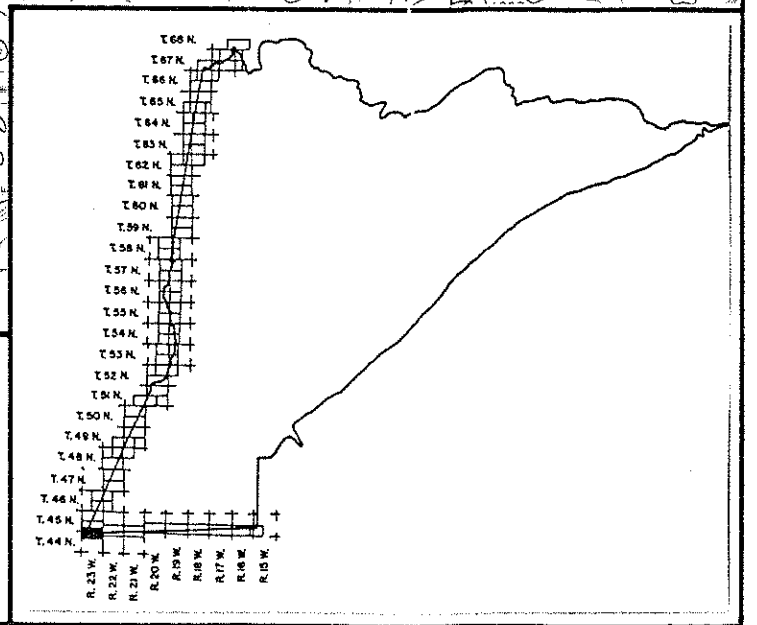 T. 68 N.
T. 67 N.
T. 66 N.
T. 65 N.
T. 64 N.
T. 63 N.
T. 62 N.
T. 61 N.
T. 60 N.
T. 59 N.
T. 58 N.
T. 57 N.
T. 56 N.
T. 55 N.
T. 54 N.
T. 53 N.
T. 52 N.
T. 51 N.
T. 50 N.
T. 49 N.
T. 48 N.
T. 47 N.
T. 46 N.
T. 45 N.
T. 44 N.
R. 23 W.
R. 22 W.
R. 21 W.
R. 20 W.
R. 19 W.
R. 18 W.
R. 17 W.
R. 16 W.
R. 15 W.